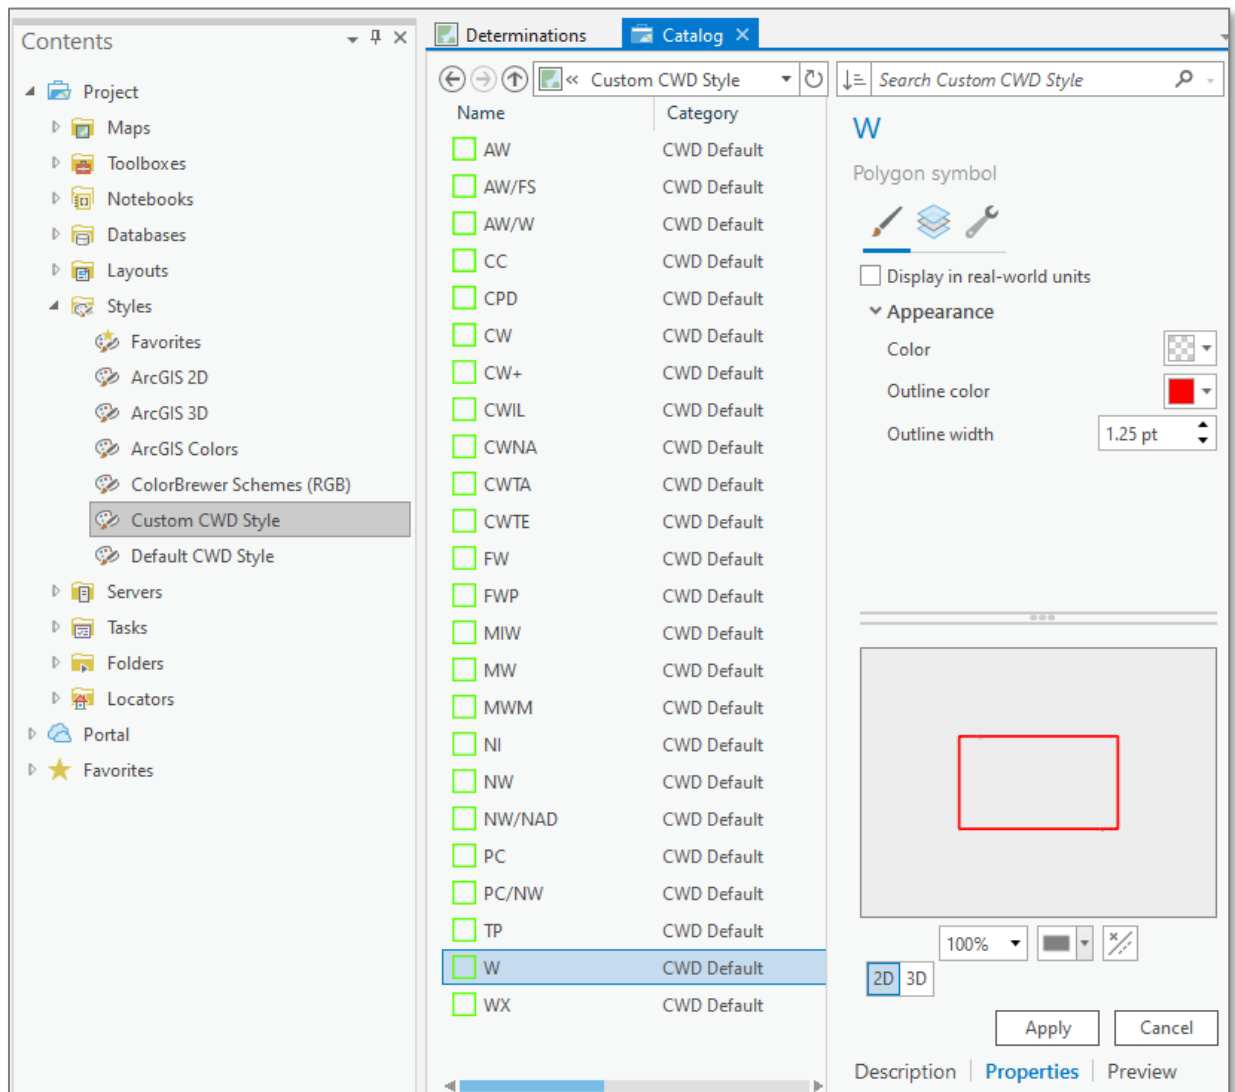 Contents
Project
Maps
Toolboxes
Notebooks
Databases
Layouts
Styles
Favorites
ArcGIS 2D
ArcGIS 3D
ArcGIS Colors
ColorBrewer Schemes (RGB)
Custom CWD Style
Default CWD Style
Servers
Tasks
Folders
Locators
Portal
Favorites
Determinations Catalog
« Custom CWD Style
Name Category
AW CWD Default
AW/FS CWD Default
AW/W CWD Default
CC CWD Default
CPD CWD Default
CW CWD Default
CW+ CWD Default
CWIL CWD Default
CWNA CWD Default
CWTA CWD Default
CWTE CWD Default
FW CWD Default
FWP CWD Default
MIW CWD Default
MW CWD Default
MWM CWD Default
NI CWD Default
NW CWD Default
NW/NAD CWD Default
PC CWD Default
PC/NW CWD Default
TP CWD Default
W CWD Default
WX CWD Default
Search Custom CWD Style
W
Polygon symbol
Display in real-world units
Appearance
Color
Outline color
Outline width 1.25 pt
100%
2D 3D
Apply Cancel
Description Properties Preview